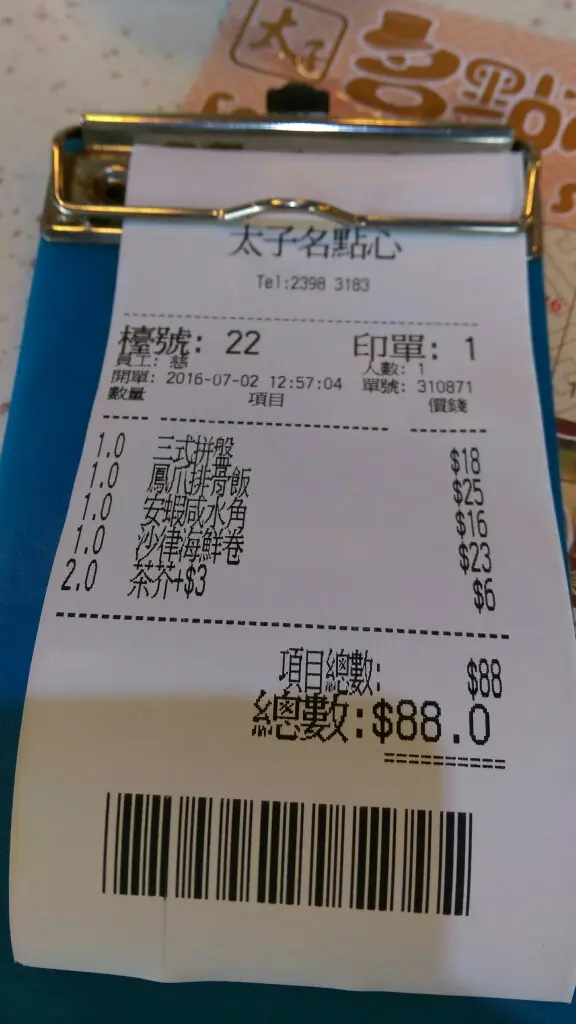 太子
太子名點心
Tel:2398 3183
檯號: 22 印單: 1
員工: 慈 人數: 1
開單: 2016-07-02 12:57:04 單號: 310871
數量 項目 價錢
1.0 三式拼盤 $18
1.0 鳳爪排骨飯 $25
1.0 安蝦咸水角 $16
1.0 沙律海鮮卷 $23
2.0 茶芥+$3 $6
項目總數: $88
總數:$88.0